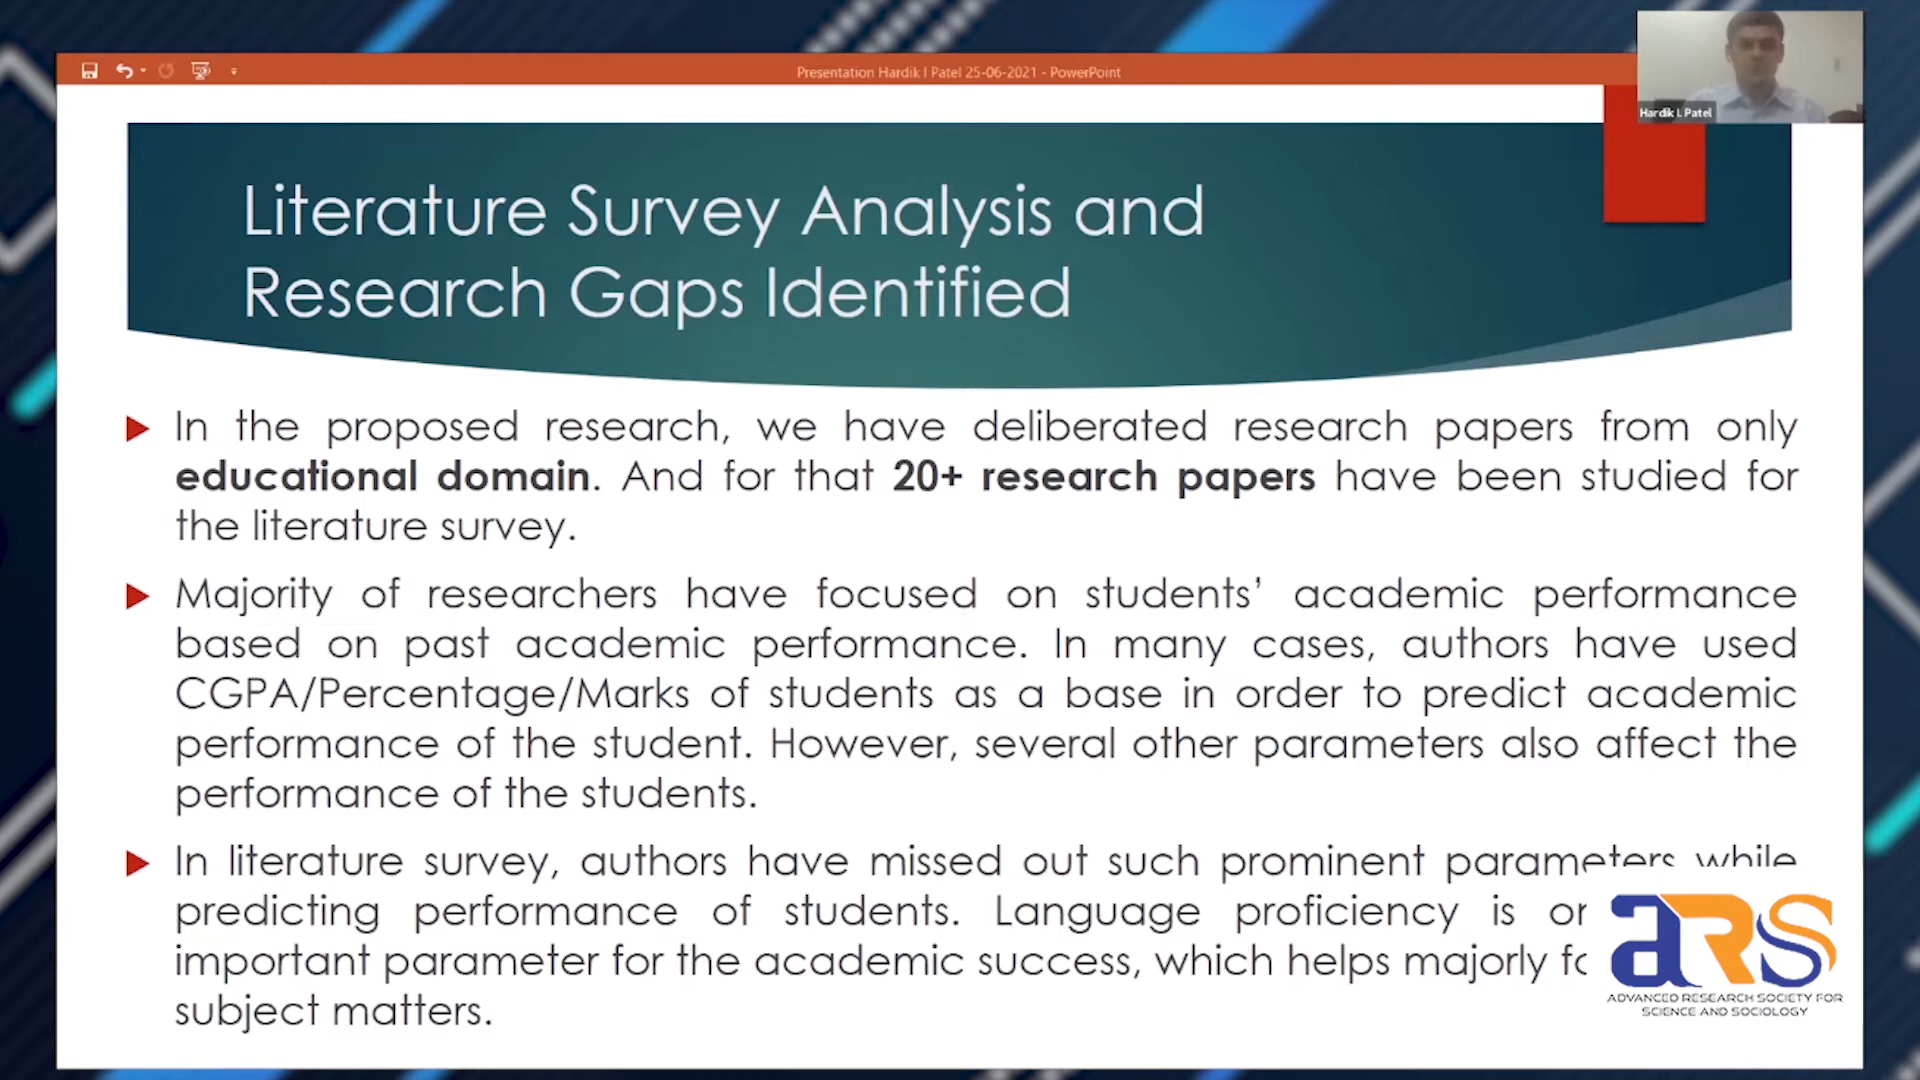 Presentation Hardik I Patel 25-06-2021 - PowerPoint
Hardik I. Patel
Literature Survey Analysis and
Research Gaps Identified
In the proposed research, we have deliberated research papers from only
educational domain. And for that 20+ research papers have been studied for
the literature survey.
Majority of researchers have focused on students' academic performance
based on past academic performance. In many cases, authors have used
CGPA/Percentage/Marks of students as a base in order to predict academic
performance of the student. However, several other parameters also affect the
performance of the students.
In literature survey, authors have missed out such prominent parameters while
predicting performance of students. Language proficiency is
important parameter for the academic success, which helps majorly
subject matters.
aRS
ADVANCED RESEARCH SOCIETY FOR
SCIENCE AND SOCIOLOGY